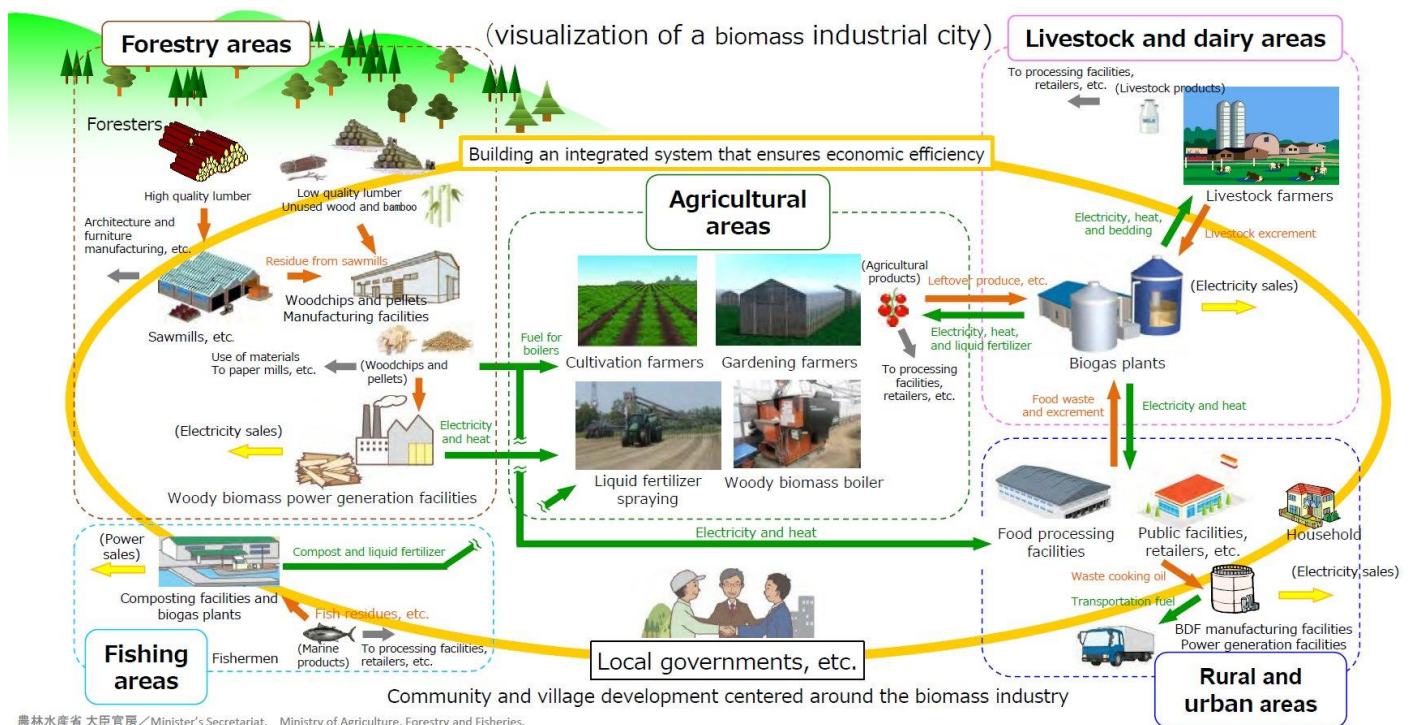 (visualization of a biomass industrial city)
Forestry areas
Foresters
High quality lumber
Low quality lumber
Unused wood and bamboo
Architecture and
furniture
manufacturing, etc.
Residue from sawmills
Sawmills, etc.
Woodchips and pellets
Manufacturing facilities
Use of materials
To paper mills, etc.
(Woodchips and
pellets)
(Electricity sales)
Electricity
and heat
Woody biomass power generation facilities
Building an integrated system that ensures economic efficiency
Agricultural
areas
Fuel for
boilers
Cultivation farmers
Gardening farmers
(Agricultural
products)
To processing
facilities,
retailers, etc.
Liquid fertilizer
spraying
Woody biomass boiler
Leftover produce, etc.
Electricity, heat,
and liquid fertilizer
Livestock and dairy areas
To processing facilities,
retailers, etc.
(Livestock products)
MILK
Livestock farmers
Electricity, heat,
and bedding
Livestock excrement
(Electricity sales)
Biogas plants
Food waste
and excrement
Electricity and heat
Electricity and heat
Food processing
facilities
Public facilities,
retailers, etc.
Household
Waste cooking oil
(Electricity sales)
Transportation fuel
BDF manufacturing facilities
Power generation facilities
Rural and
urban areas
(Power
sales)
Compost and liquid fertilizer
Composting facilities and
biogas plants
Fish residues, etc.
Fishing
areas
Fishermen
(Marine
products)
To processing facilities,
retailers, etc.
Local governments, etc.
Community and village development centered around the biomass industry
農林水産省 大臣官房／Minister's Secretariat, Ministry of Agriculture, Forestry and Fisheries.